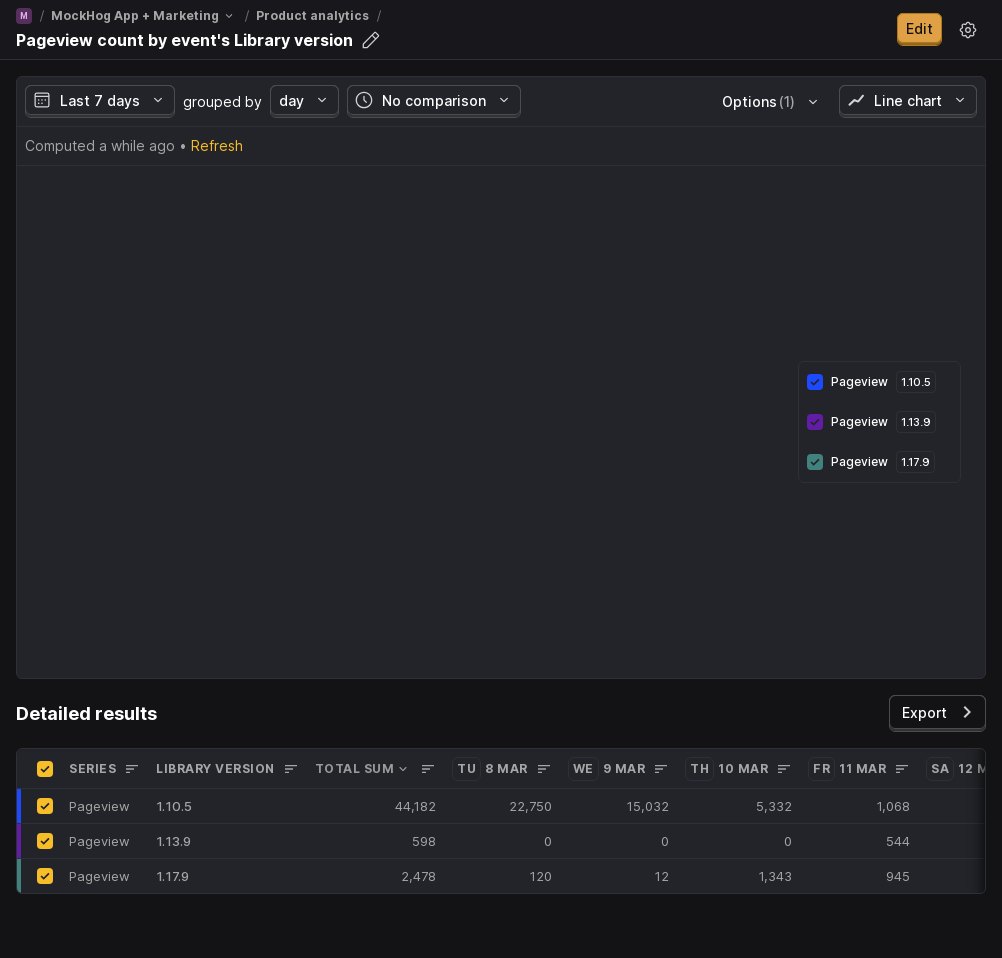 M / MockHog App + Marketing / Product analytics /
Pageview count by event's Library version
Edit
Last 7 days grouped by day No comparison Options (1) Line chart
Computed a while ago • Refresh
Pageview 1.10.5
Pageview 1.13.9
Pageview 1.17.9
Detailed results
Export
SERIES LIBRARY VERSION TOTAL SUM TU 8 MAR WE 9 MAR TH 10 MAR FR 11 MAR SA 12 M
Pageview 1.10.5 44,182 22,750 15,032 5,332 1,068
Pageview 1.13.9 598 0 0 0 544
Pageview 1.17.9 2,478 120 12 1,343 945